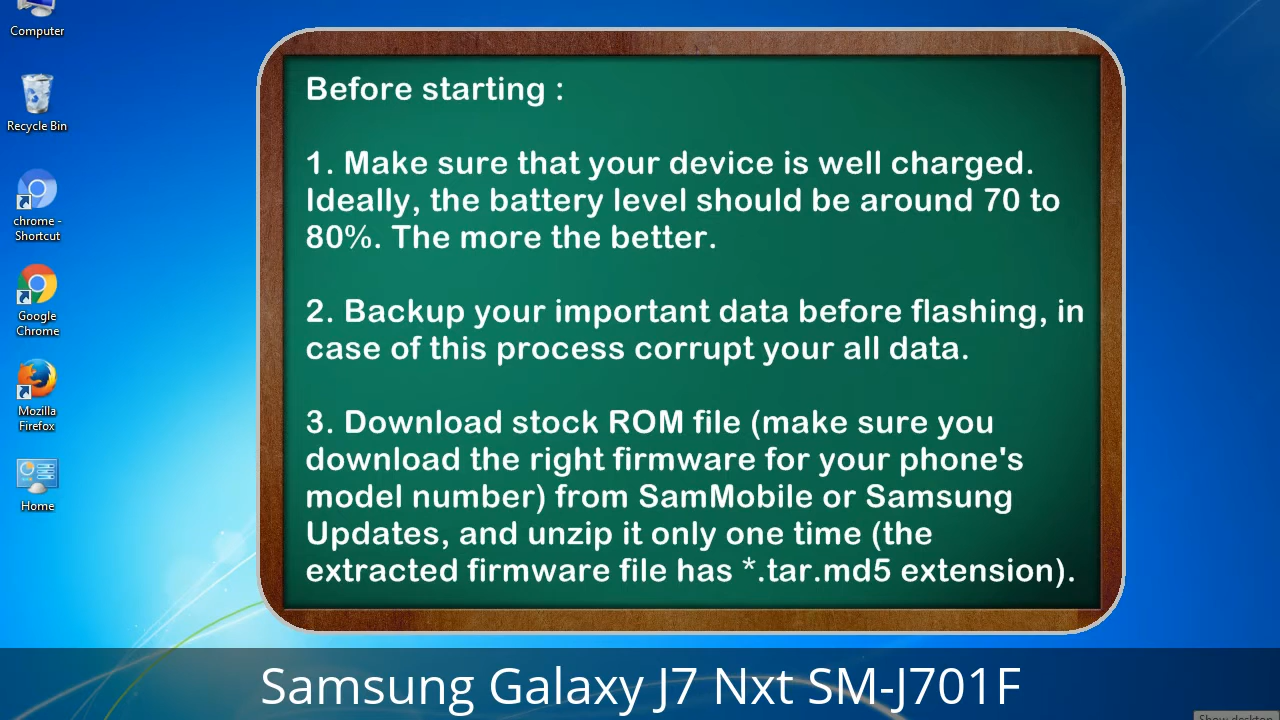 Computer
Recycle Bin
chrome -
Shortcut
Google
Chrome
Mozilla
Firefox
Home
Before starting :
1. Make sure that your device is well charged.
Ideally, the battery level should be around 70 to
80%. The more the better.
2. Backup your important data before flashing, in
case of this process corrupt your all data.
3. Download stock ROM file (make sure you
download the right firmware for your phone's
model number) from SamMobile or Samsung
Updates, and unzip it only one time (the
extracted firmware file has *.tar.md5 extension).
Samsung Galaxy J7 Nxt SM-J701F
Show desktop